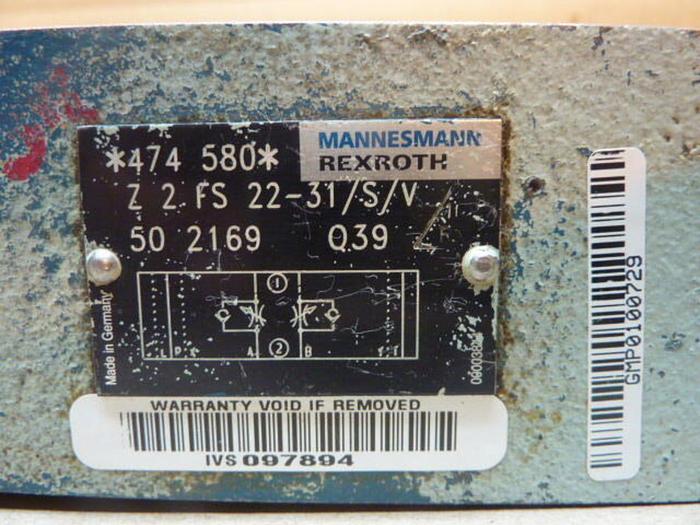 *474 580*
MANNESMANN
REXROTH
Z 2 FS 22-31/S/V
50 2169 Q39
1
L P A 2 B T
Made in Germany
WARRANTY VOID IF REMOVED
IVS 097894
GMP0100729